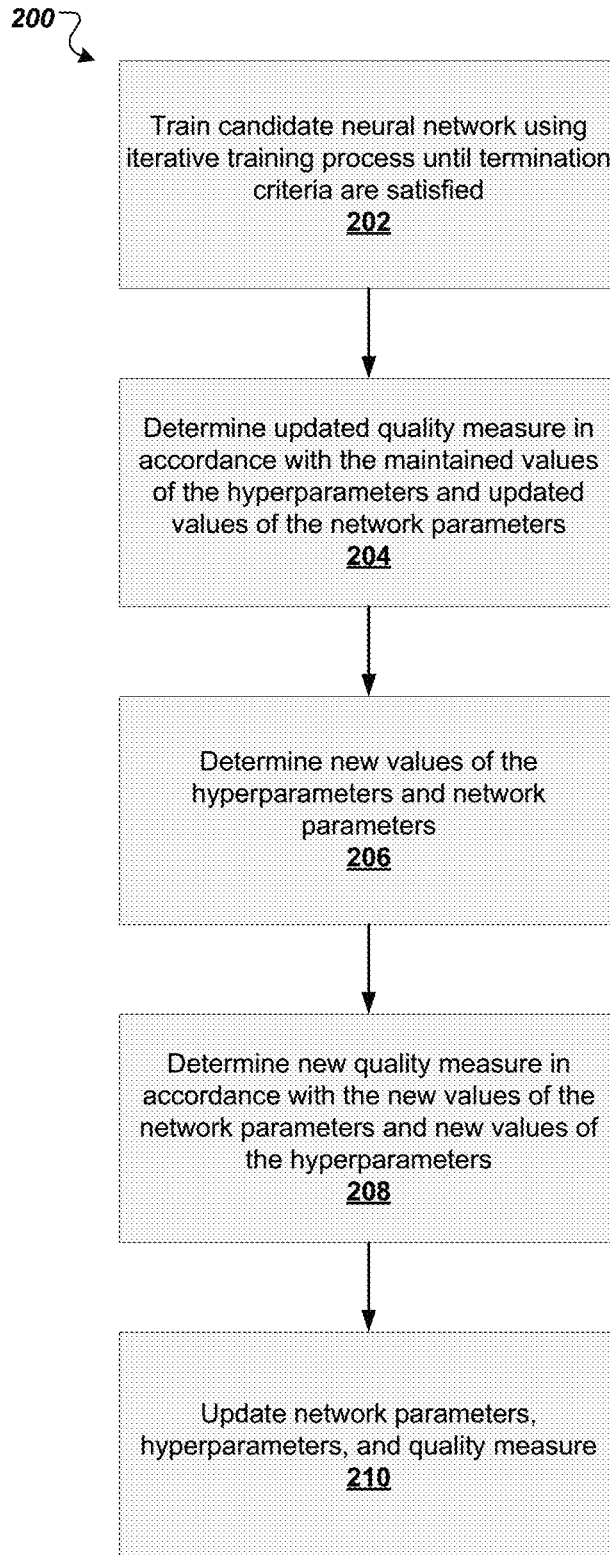 200
Train candidate neural network using
iterative training process until termination
criteria are satisfied
202
Determine updated quality measure in
accordance with the maintained values
of the hyperparameters and updated
values of the network parameters
204
Determine new values of the
hyperparameters and network
parameters
206
Determine new quality measure in
accordance with the new values of the
network parameters and new values of
the hyperparameters
208
Update network parameters,
hyperparameters, and quality measure
210